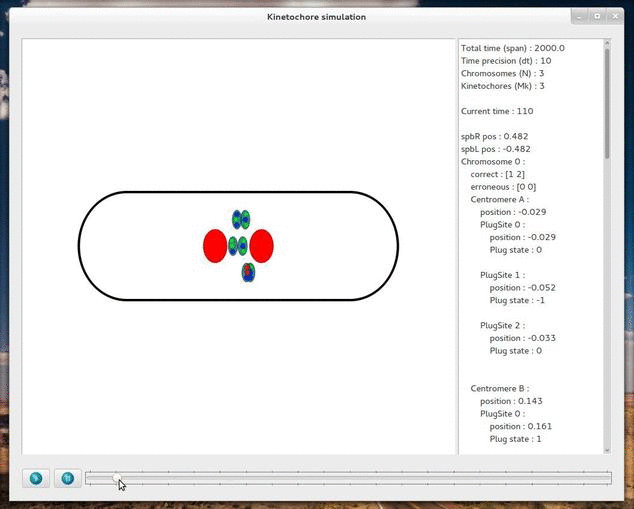 Kinetochore simulation
Total time (span) : 2000.0
Time precision (dt) : 10
Chromosomes (N) : 3
Kinetochores (Mk) : 3
Current time : 110
spbR pos : 0.482
spbL pos : -0.482
Chromosome 0 :
correct : [1 2]
erroneous : [0 0]
Centromere A :
position : -0.029
PlugSite 0 :
position : -0.029
Plug state : 0
PlugSite 1 :
position : -0.052
Plug state : -1
PlugSite 2 :
position : -0.033
Plug state : 0
Centromere B :
position : 0.143
PlugSite 0 :
position : 0.161
Plug state : 1